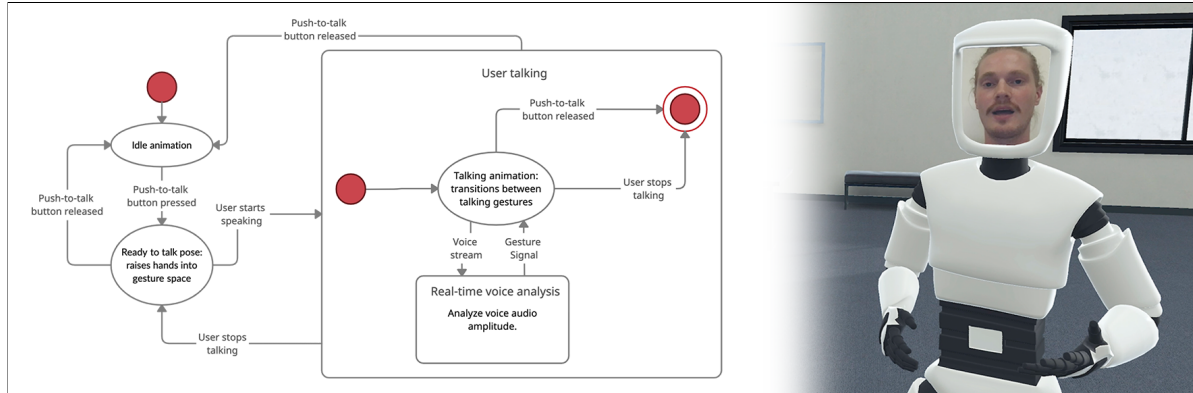 Push-to-talk
button released
User talking
Push-to-talk
button released
Idle animation
Push-to-talk
button released
Push-to-talk
button pressed
User starts
speaking
Talking animation:
transitions between
talking gestures
User stops
talking
Ready to talk pose:
raises hands into
gesture space
Voice
stream
Gesture
Signal
Real-time voice analysis
Analyze voice audio
amplitude.
User stops
talking